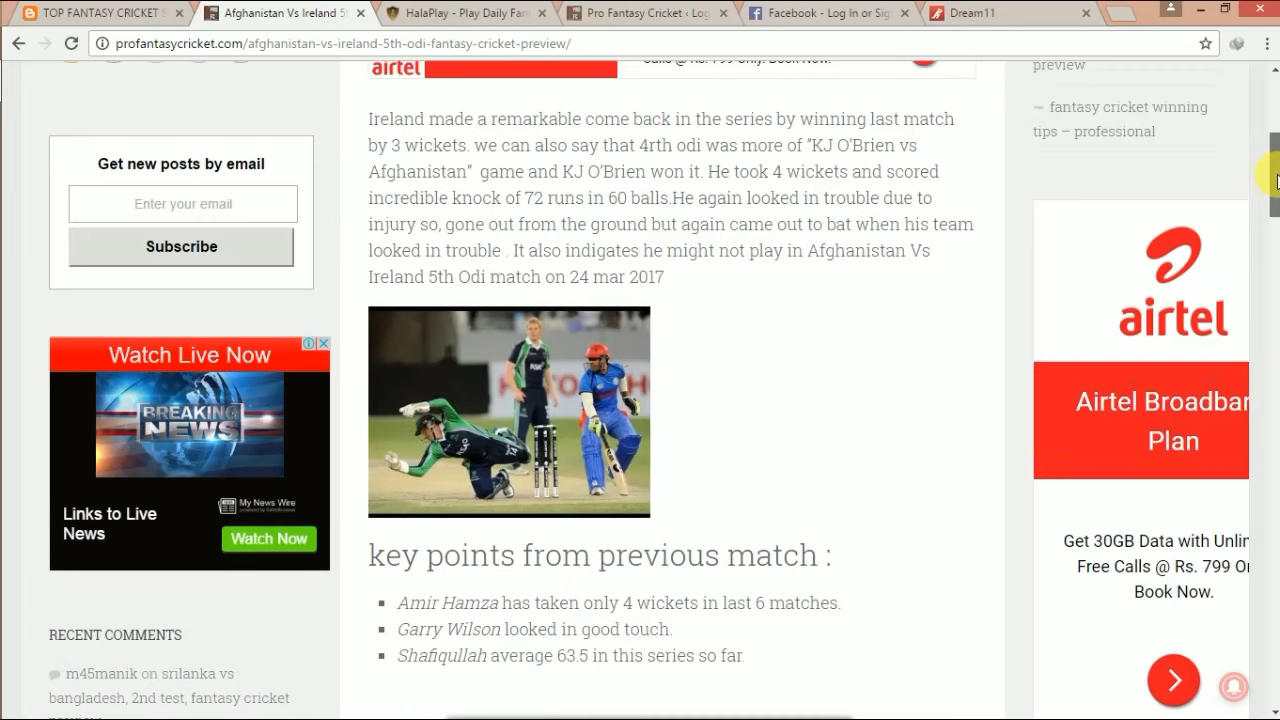 TOP FANTASY CRICKET S
Afghanistan Vs Ireland 5t
HalaPlay - Play Daily Fan
Pro Fantasy Cricket ‹ Log
Facebook - Log In or Sig
Dream11
profantasycricket.com/afghanistan-vs-ireland-5th-odi-fantasy-cricket-preview/
airtel
Calls @ Rs. 799 Only. Book Now.
preview
fantasy cricket winning
tips – professional
Get new posts by email
Enter your email
Subscribe
Ireland made a remarkable come back in the series by winning last match
by 3 wickets. we can also say that 4rth odi was more of ”KJ O’Brien vs
Afghanistan”  game and KJ O’Brien won it. He took 4 wickets and scored
incredible knock of 72 runs in 60 balls.He again looked in trouble due to
injury so, gone out from the ground but again came out to bat when his team
looked in trouble . It also indigates he might not play in Afghanistan Vs
Ireland 5th Odi match on 24 mar 2017
Watch Live Now
BREAKING
NEWS
Links to Live
News
My News Wire
Watch Now
key points from previous match :
Amir Hamza has taken only 4 wickets in last 6 matches.
Garry Wilson looked in good touch.
Shafiqullah average 63.5 in this series so far.
RECENT COMMENTS
m45manik on srilanka vs
bangladesh, 2nd test, fantasy cricket
preview
airtel
Airtel Broadban
Plan
Get 30GB Data with Unlin
Free Calls @ Rs. 799 O
Book Now.